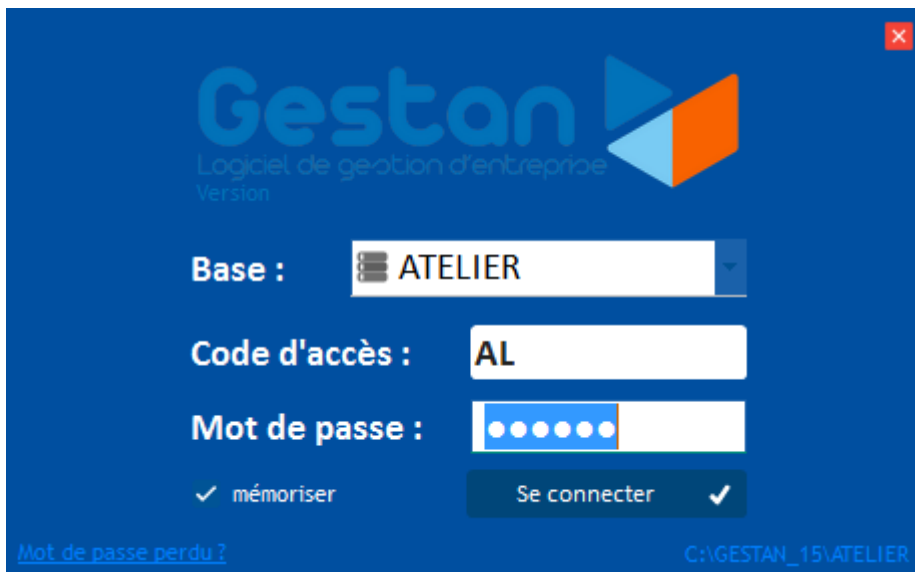 Gestan
Logiciel de gestion d'entreprise
Version
Base : ATELIER
Code d'accès : AL
Mot de passe : ●●●●●●
mémoriser Se connecter
Mot de passe perdu ? C:\GESTAN_15\ATELIER